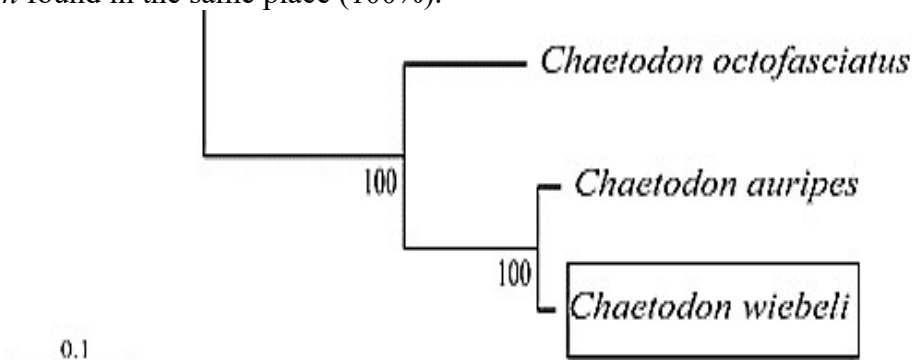 n found in the same place (100%).
Chaetodon octofasciatus
100
Chaetodon auripes
100
Chaetodon wiebeli
0.1